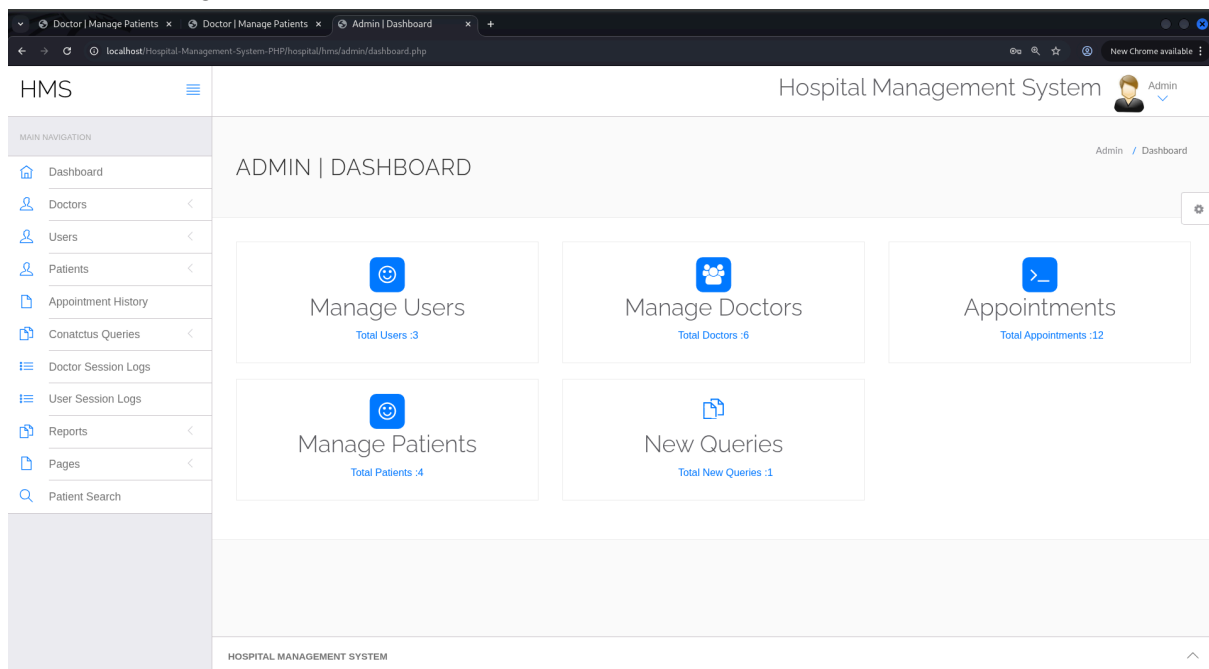 Doctor | Manage Patients
Doctor | Manage Patients
Admin | Dashboard
localhost/Hospital-Management-System-PHP/hospital/hms/admin/dashboard.php
New Chrome available
HMS
Hospital Management System
Admin
MAIN NAVIGATION
Dashboard
Doctors
Users
Patients
Appointment History
Conatctus Queries
Doctor Session Logs
User Session Logs
Reports
Pages
Patient Search
ADMIN | DASHBOARD
Admin / Dashboard
Manage Users
Total Users :3
Manage Doctors
Total Doctors :6
>_
Appointments
Total Appointments :12
Manage Patients
Total Patients :4
New Queries
Total New Queries :1
HOSPITAL MANAGEMENT SYSTEM